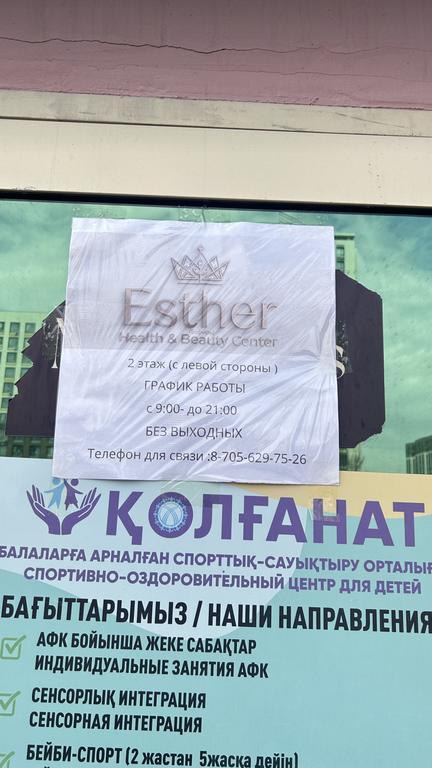 Esther
Health & Beauty Center
2 этаж (с левой стороны )
ГРАФИК РАБОТЫ
с 9:00- до 21:00
БЕЗ ВЫХОДНЫХ
Телефон для связи :8-705-629-75-26
ҚОЛҒАНАТ
БАЛАЛАРҒА АРНАЛҒАН СПОРТТЫҚ-САУЫҚТЫРУ ОРТАЛЫҒ
СПОРТИВНО-ОЗДОРОВИТЕЛЬНЫЙ ЦЕНТР ДЛЯ ДЕТЕЙ
БАҒЫТТАРЫМЫЗ / НАШИ НАПРАВЛЕНИЯ
АФК БОЙЫНША ЖЕКЕ САБАҚТАР
ИНДИВИДУАЛЬНЫЕ ЗАНЯТИЯ АФК
СЕНСОРЛЫҚ ИНТЕГРАЦИЯ
СЕНСОРНАЯ ИНТЕГРАЦИЯ
БЕЙБИ-СПОРТ (2 жастан 5жасқа дейін)